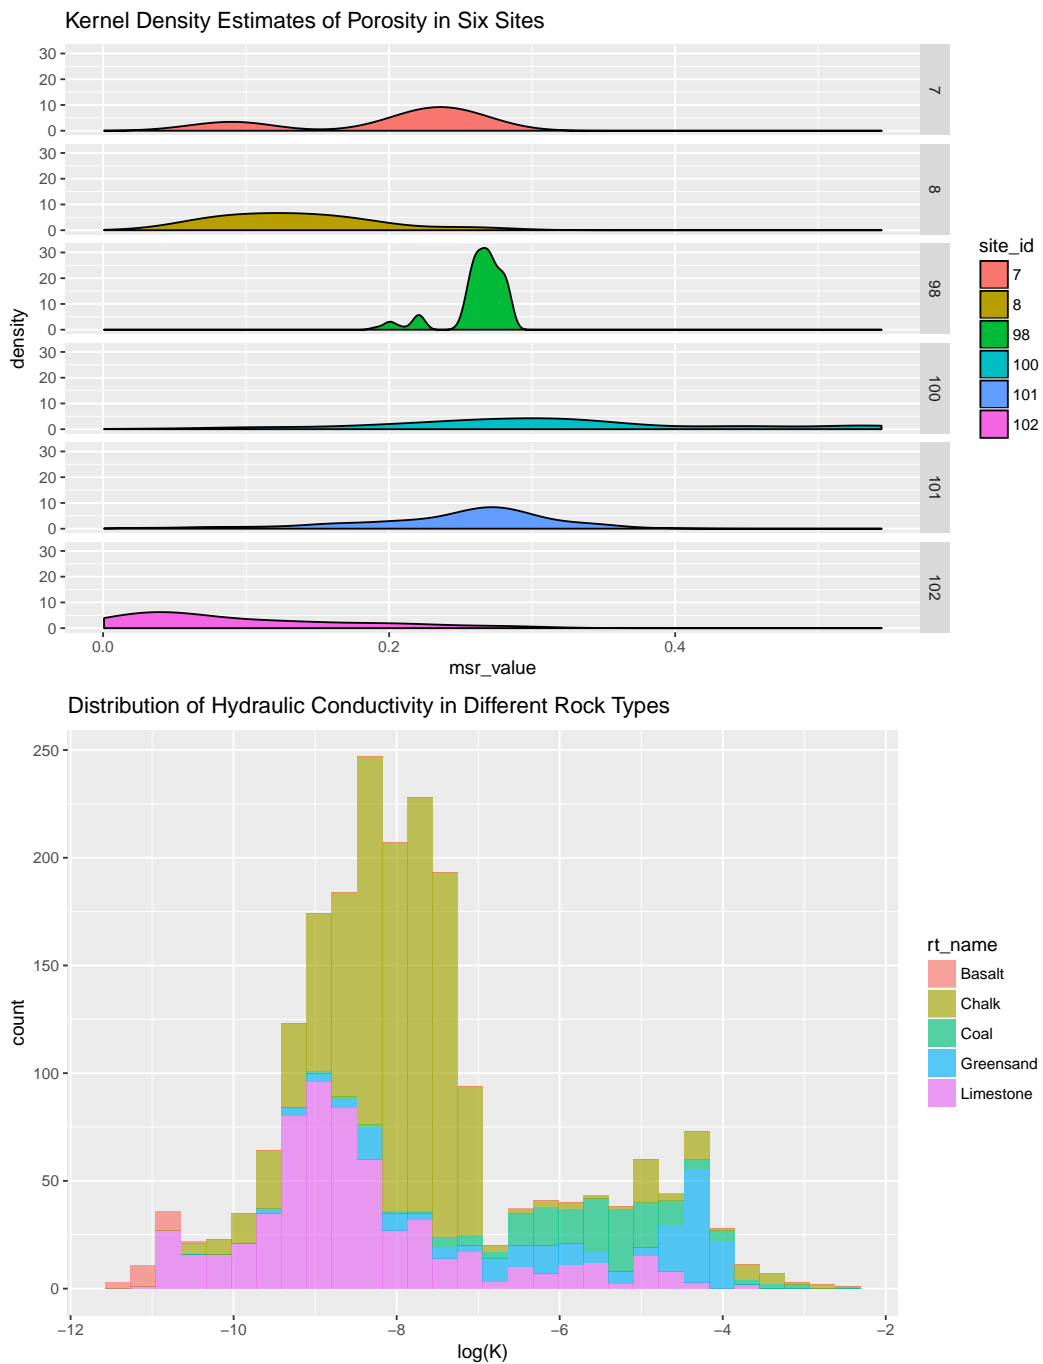 Kernel Density Estimates of Porosity in Six Sites
30
20
10
0
7
30
20
10
0
8
30
20
10
0
98
30
20
10
0
100
30
20
10
0
101
30
20
10
0
102
density
0.0 0.2 0.4
msr_value
site_id
7
8
98
100
101
102
Distribution of Hydraulic Conductivity in Different Rock Types
250
200
150
100
50
0
count
−12 −10 −8 −6 −4 −2
log(K)
rt_name
Basalt
Chalk
Coal
Greensand
Limestone